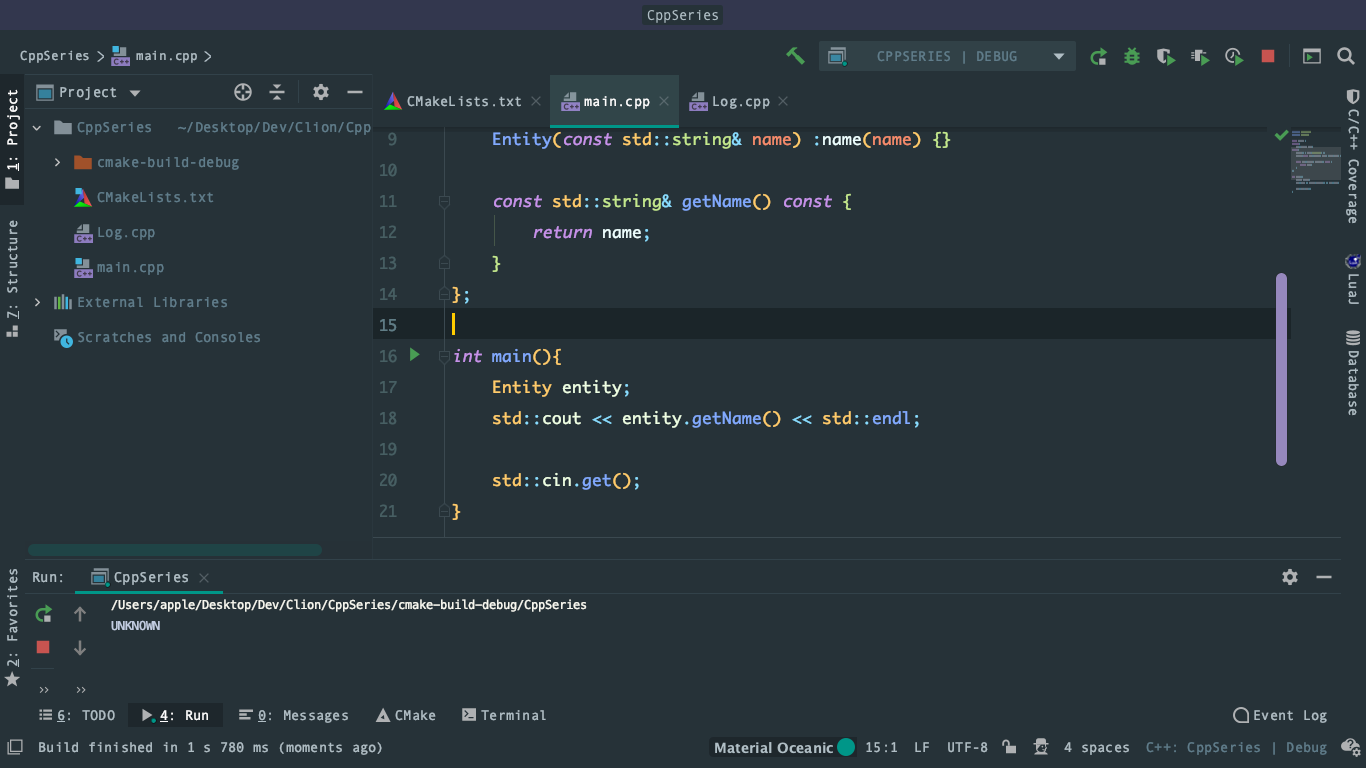 CppSeries
CppSeries > main.cpp >
CPPSERIES | DEBUG
1: Project
Project
CMakeLists.txt × main.cpp × Log.cpp ×
CppSeries ~/Desktop/Dev/Clion/Cpp
cmake-build-debug
CMakeLists.txt
Log.cpp
main.cpp
External Libraries
Scratches and Consoles
Z: Structure
2: Favorites
9 Entity(const std::string& name) :name(name) {}
10
11 const std::string& getName() const {
12 return name;
13 }
14 };
15
16 int main(){
17 Entity entity;
18 std::cout << entity.getName() << std::endl;
19
20 std::cin.get();
21 }
C/C++ Coverage
LuaJ
Database
Run: CppSeries ×
/Users/apple/Desktop/Dev/Clion/CppSeries/cmake-build-debug/CppSeries
UNKNOWN
» »
6: TODO 4: Run 0: Messages CMake Terminal Event Log
Build finished in 1 s 780 ms (moments ago) Material Oceanic 15:1 LF UTF-8 4 spaces C++: CppSeries | Debug